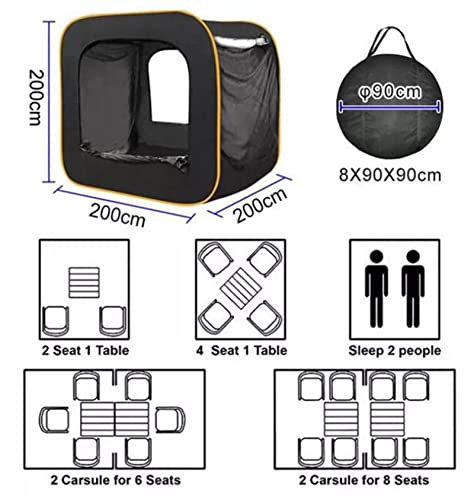 200cm
φ90cm
8X90X90cm
200cm
200cm
2 Seat 1 Table
4 Seat 1 Table
Sleep 2 people
2 Carsule for 6 Seats
2 Carsule for 8 Seats